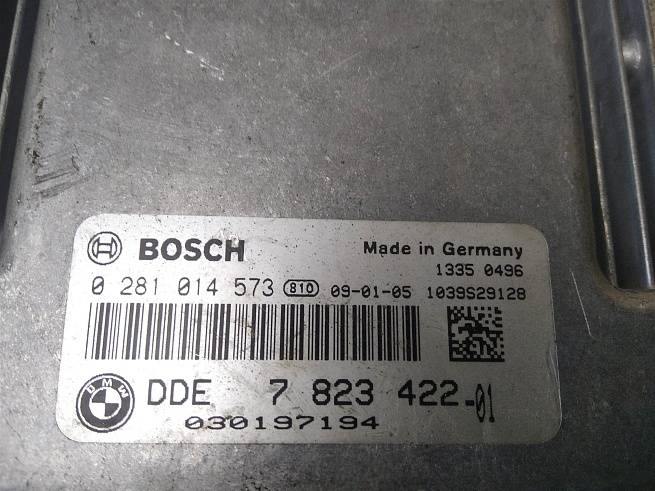 BOSCH Made in Germany
1335 0496
0 281 014 573 810 09-01-05 1039S29128
BMW DDE 7 823 422-01
030197194